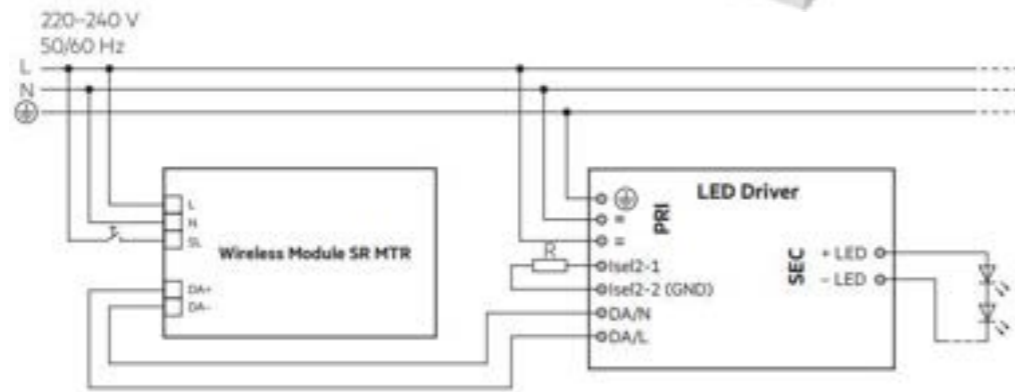 220-240 V
50/60 Hz
L
N
L
N
SL
Wireless Module SR MTR
DA+
DA-
LED Driver
PRI
=
=
R
Isel2-1
Isel2-2 (GND)
DA/N
DA/L
SEC
+ LED
- LED